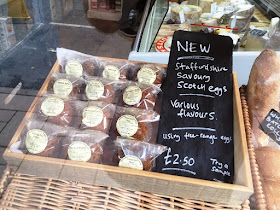 NEW
Staffordshire
Savoury
Scotch eggs
Various
flavours.
using free-range eggs
£2.50
Try a
Sample